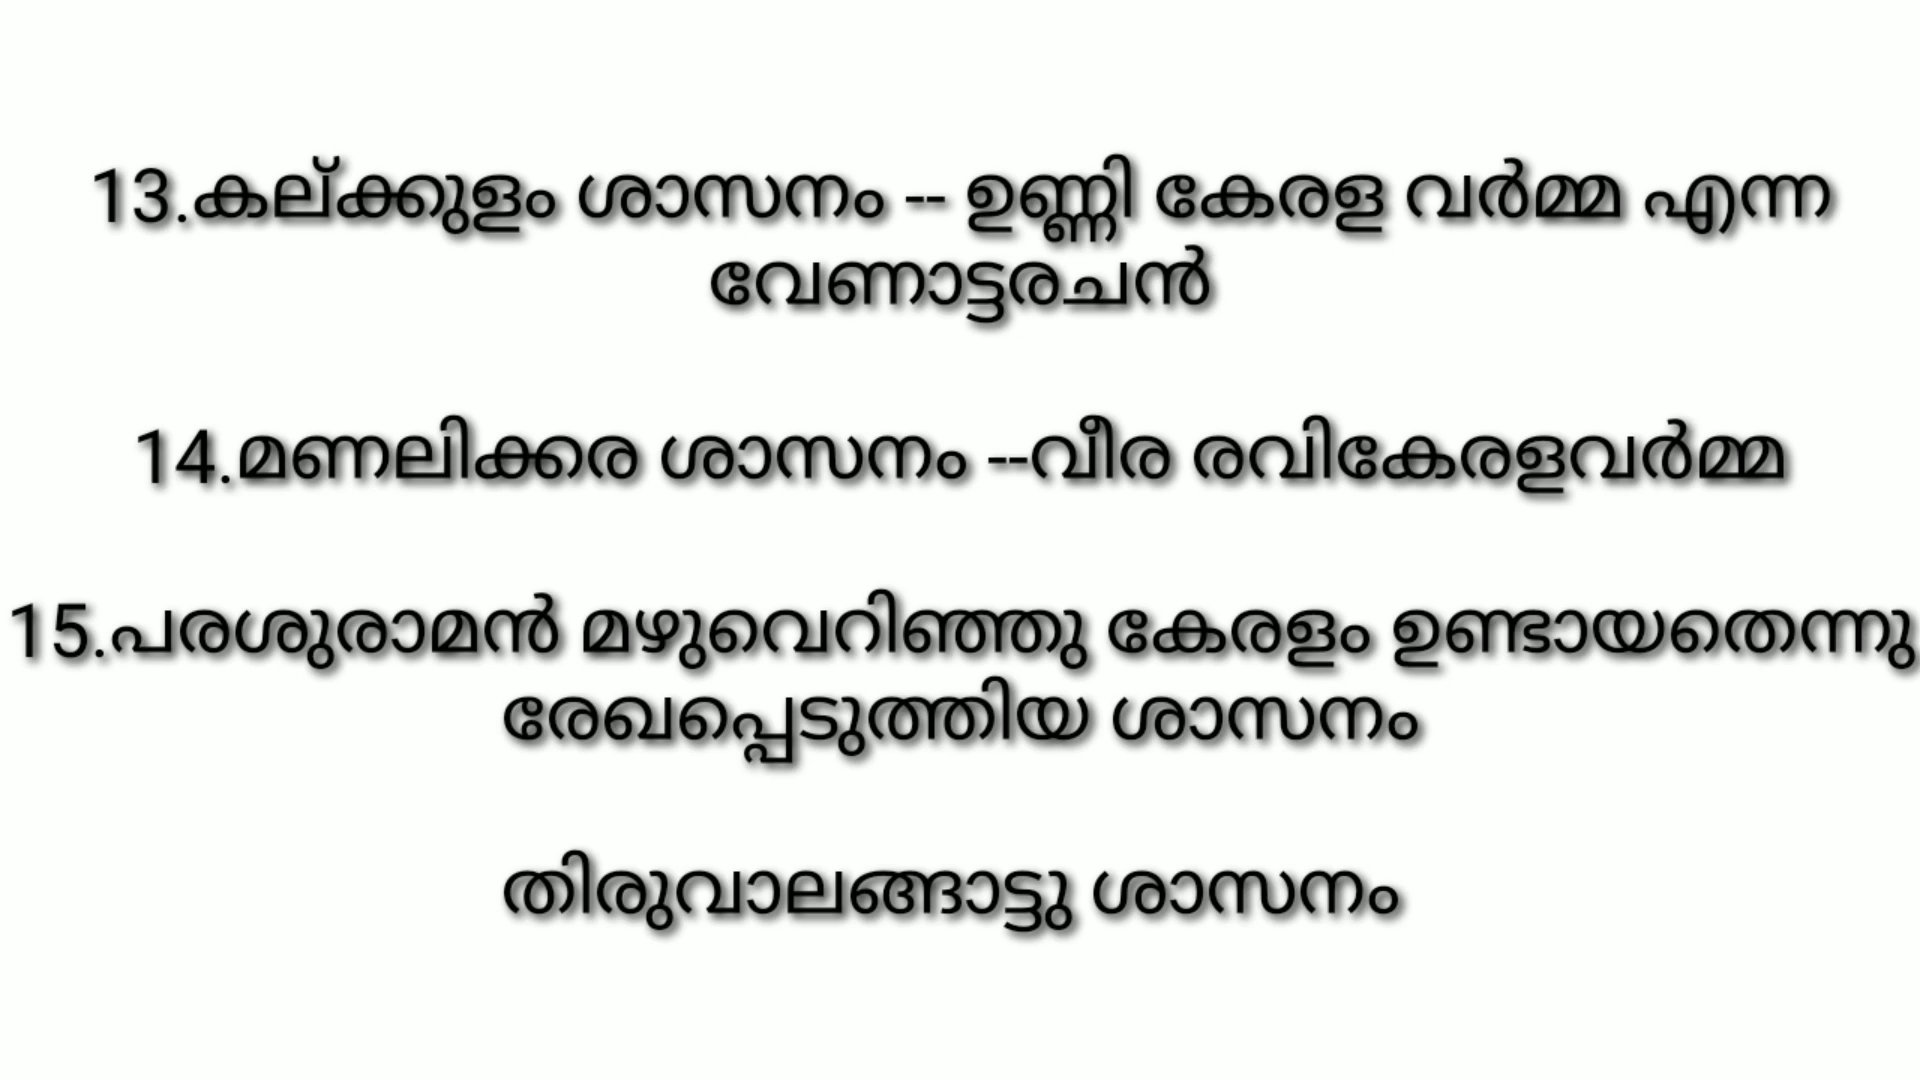 13.കല്ക്കുളം ശാസനം -- ഉണ്ണി കേരള വർമ്മ എന്ന
വേണാട്ടരചൻ
14.മണലിക്കര ശാസനം --വീര രവികേരളവർമ്മ
15.പരശുരാമൻ മഴുവെറിഞ്ഞു കേരളം ഉണ്ടായതെന്നു
രേഖപ്പെടുത്തിയ ശാസനം
തിരുവാലങ്ങാട്ടു ശാസനം